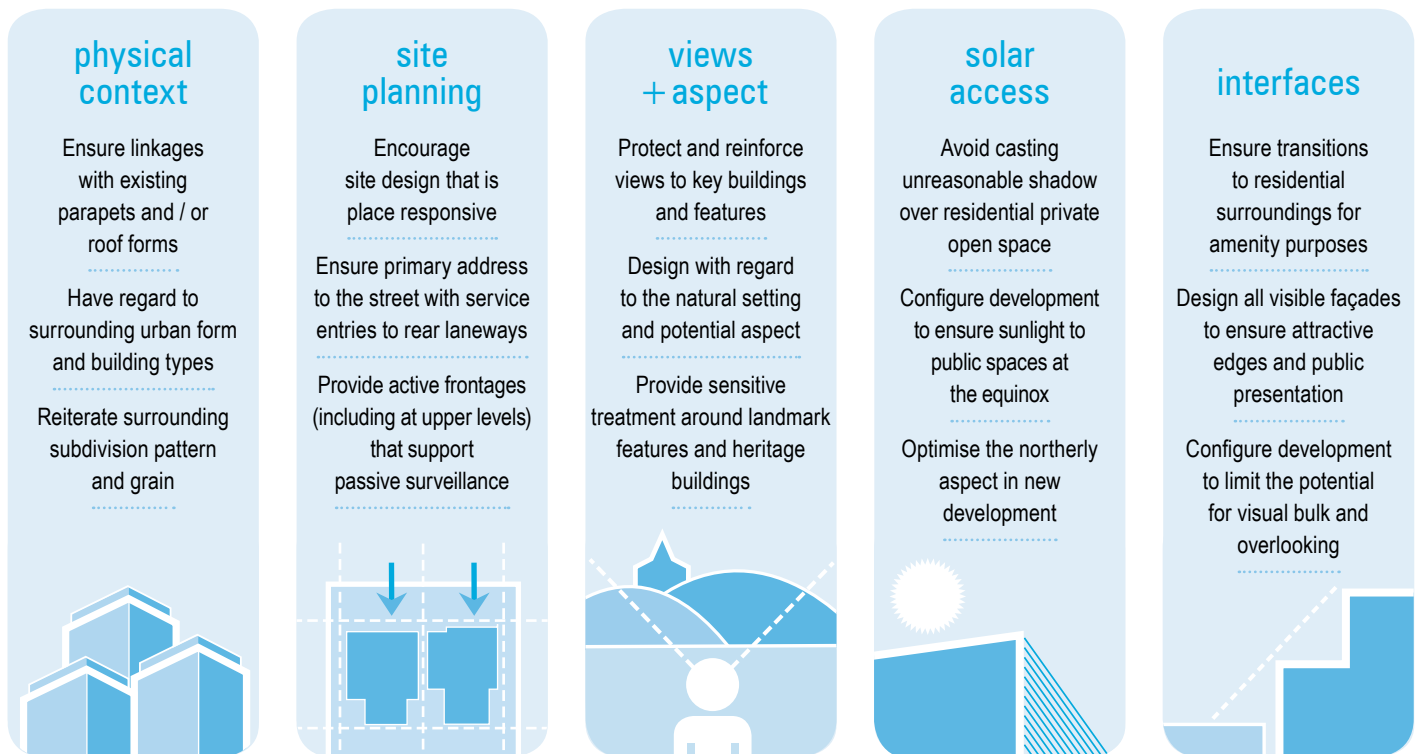 physical
context
Ensure linkages
with existing
parapets and / or
roof forms
Have regard to
surrounding urban form
and building types
Reiterate surrounding
subdivision pattern
and grain
site
planning
Encourage
site design that is
place responsive
Ensure primary address
to the street with service
entries to rear laneways
Provide active frontages
(including at upper levels)
that support
passive surveillance
views
+ aspect
Protect and reinforce
views to key buildings
and features
Design with regard
to the natural setting
and potential aspect
Provide sensitive
treatment around landmark
features and heritage
buildings
solar
access
Avoid casting
unreasonable shadow
over residential private
open space
Configure development
to ensure sunlight to
public spaces at
the equinox
Optimise the northerly
aspect in new
development
interfaces
Ensure transitions
to residential
surroundings for
amenity purposes
Design all visible façades
to ensure attractive
edges and public
presentation
Configure development
to limit the potential
for visual bulk and
overlooking